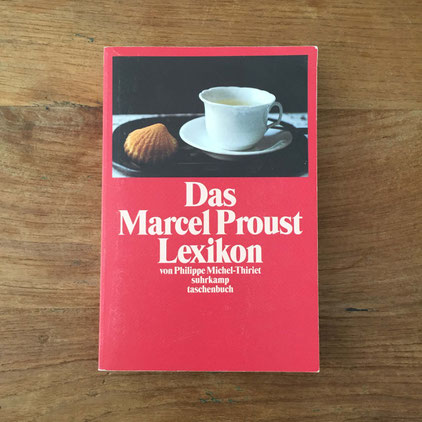 Das
Marcel Proust
Lexikon
von Philippe Michel-Thiriet
suhrkamp
taschenbuch